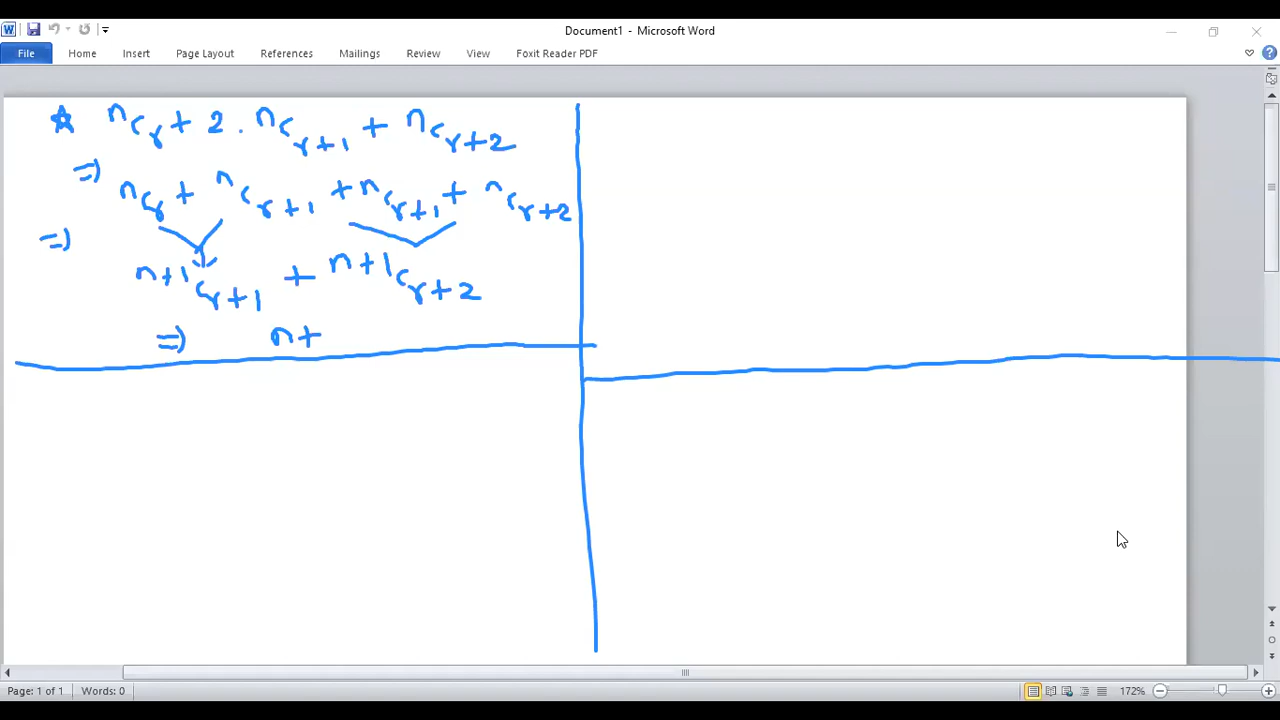 Document1 - Microsoft Word
File Home Insert Page Layout References Mailings Review View Foxit Reader PDF
☆ nCr + 2 . nCr+1 + nCr+2
=) nCr + nCr+1 + nCr+1 + nCr+2
=) n+1Cr+1 + n+1Cr+2
=) n+
Page: 1 of 1 Words: 0 172%